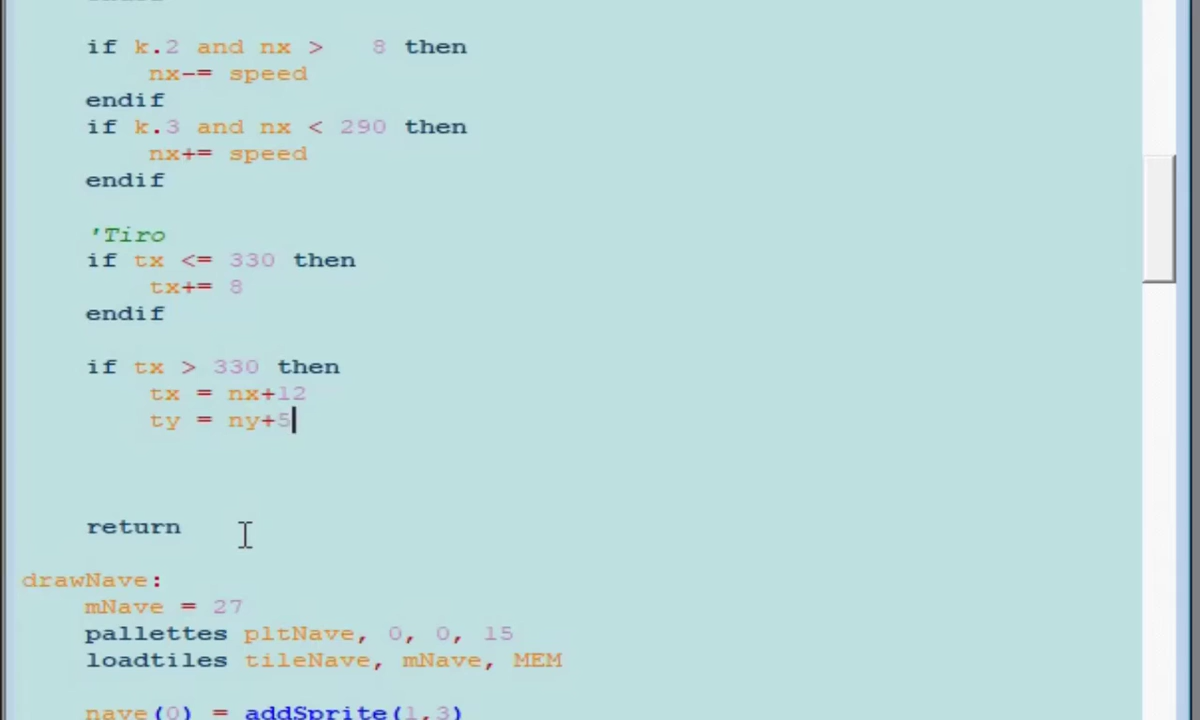 if k.2 and nx >   8 then
nx-= speed
endif
if k.3 and nx < 290 then
nx+= speed
endif
'Tiro
if tx <= 330 then
tx+= 8
endif
if tx > 330 then
tx = nx+12
ty = ny+5
return
drawNave:
mNave = 27
pallettes pltNave, 0, 0, 15
loadtiles tileNave, mNave, MEM
nave(0) = addSprite(1,3)